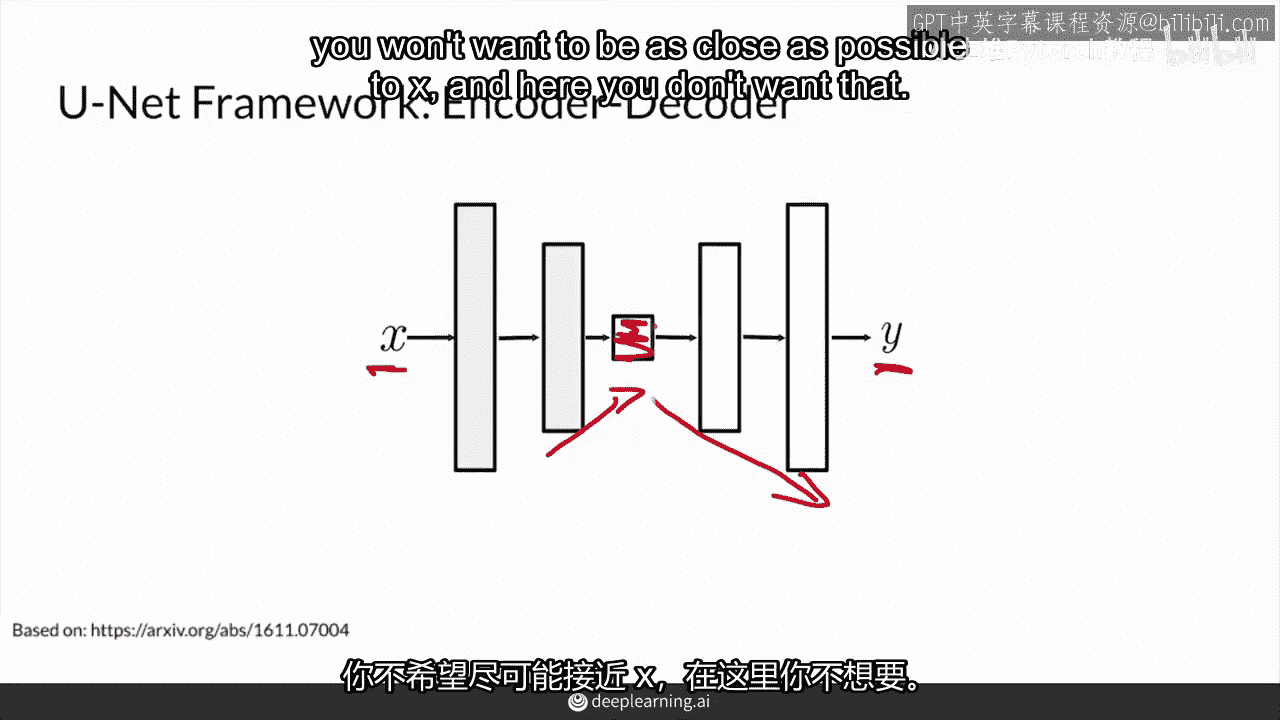 GPT中英字幕课程资源@bilibili.com
you won't want to be as close as possible
to x, and here you don't want that.
U-Net Framework: Encoder-Decoder
x
y
Based on: https://arxiv.org/abs/1611.07004
你不希望尽可能接近 x，在这里你不想要。
deeplearning.ai